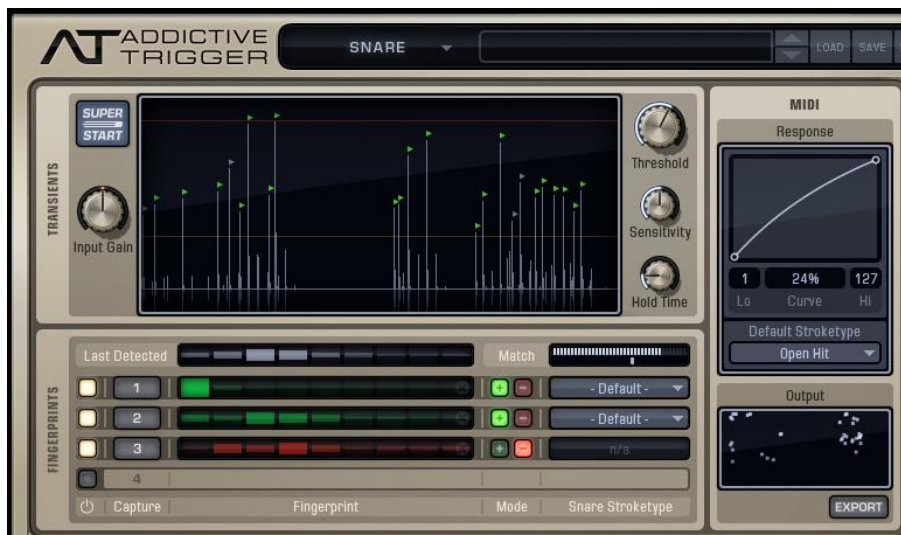 AT ADDICTIVE
TRIGGER
SNARE
LOAD
SAVE
TRANSIENTS
SUPER
START
Input Gain
Threshold
Sensitivity
Hold Time
MIDI
Response
1
24%
127
Lo
Curve
Hi
Default Stroketype
Open Hit
FINGERPRINTS
Last Detected
Match
1
+
−
- Default -
2
+
−
- Default -
3
+
−
n/a
4
Capture
Fingerprint
Mode
Snare Stroketype
Output
EXPORT